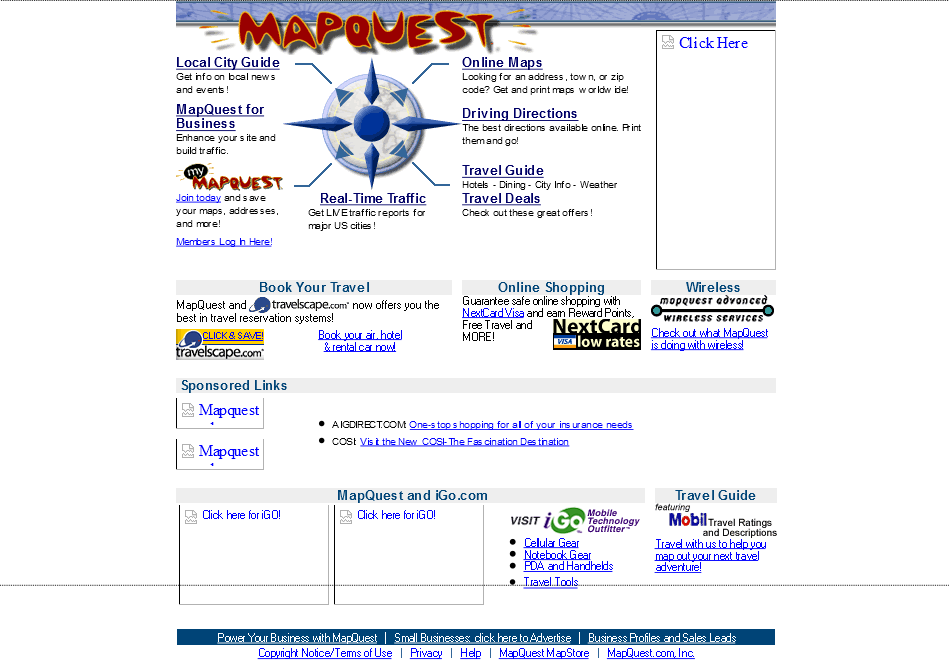 MAPQUEST
Click Here
Local City Guide
Get info on local news
and events!
MapQuest for
Business
Enhance your site and
build traffic.
my
MAPQUEST
Join today and save
your maps, addresses,
and more!
Members Log In Here!
Real-Time Traffic
Get LIVE traffic reports for
major US cities!
Online Maps
Looking for an address, town, or zip
code? Get and print maps worldwide!
Driving Directions
The best directions available online. Print
them and go!
Travel Guide
Hotels - Dining - City Info - Weather
Travel Deals
Check out these great offers!
Book Your Travel
MapQuest and travelscape.com now offers you the
best in travel reservation systems!
CLICK & SAVE!
travelscape.com
Book your air, hotel
& rental car now!
Online Shopping
Guarantee safe online shopping with
NextCard Visa and earn Reward Points,
Free Travel and
MORE!
NextCard
VISA low rates
Wireless
mapquest advanced
WIRELESS SERVICES
Check out what MapQuest
is doing with wireless!
Sponsored Links
Mapquest
Mapquest
• AIGDIRECT.COM: One-stop shopping for all of your insurance needs
• COSI: Visit the New COSI-The Fascination Destination
MapQuest and iGo.com
Click here for iGO!
Click here for iGO!
VISIT iGo Mobile
Technology
Outfitter™
• Cellular Gear
• Notebook Gear
• PDA and Handhelds
• Travel Tools
Travel Guide
featuring
Mobil Travel Ratings
and Descriptions
Travel with us to help you
map out your next travel
adventure!
Power Your Business with MapQuest | Small Businesses: click here to Advertise | Business Profiles and Sales Leads
Copyright Notice/Terms of Use | Privacy | Help | MapQuest MapStore | MapQuest.com, Inc.